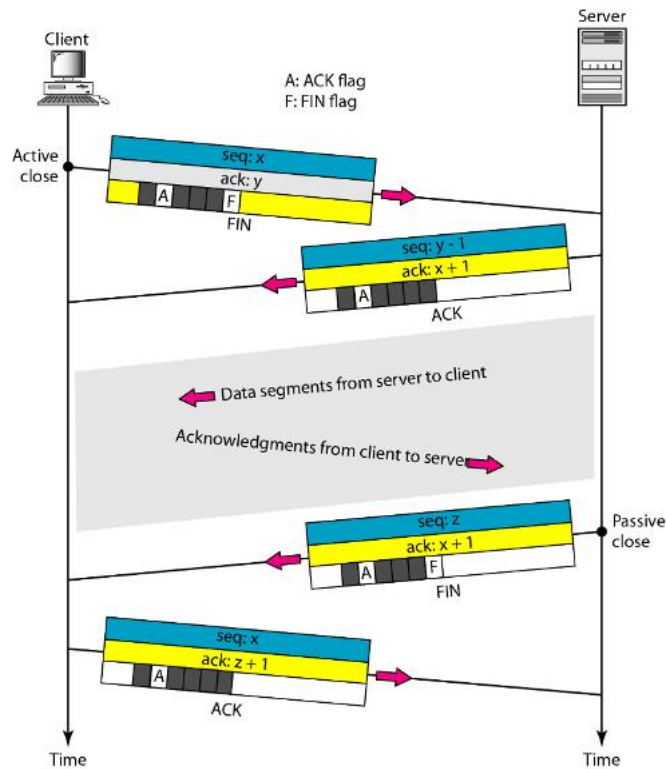 Client
Server
A: ACK flag
F: FIN flag
Active
close
seq: x
ack: y
A
F
FIN
seq: y - 1
ack: x + 1
A
ACK
Data segments from server to client
Acknowledgments from client to server
Passive
close
seq: z
ack: x + 1
A
F
FIN
seq: x
ack: z + 1
A
ACK
Time
Time